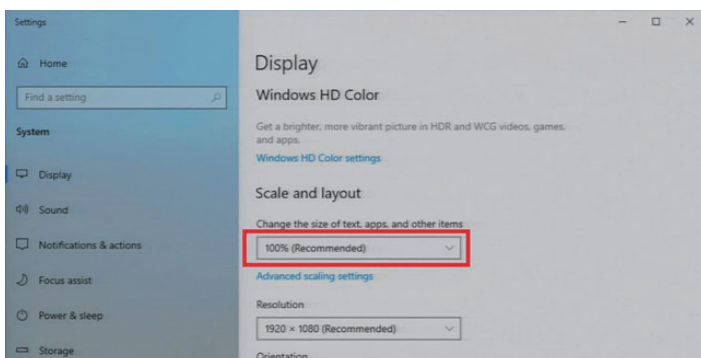 Settings
Home
Find a setting
System
Display
Sound
Notifications & actions
Focus assist
Power & sleep
Storage
Display
Windows HD Color
Get a brighter, more vibrant picture in HDR and WCG videos, games,
and apps.
Windows HD Color settings
Scale and layout
Change the size of text, apps, and other items
100% (Recommended)
Advanced scaling settings
Resolution
1920 × 1080 (Recommended)
Orientation